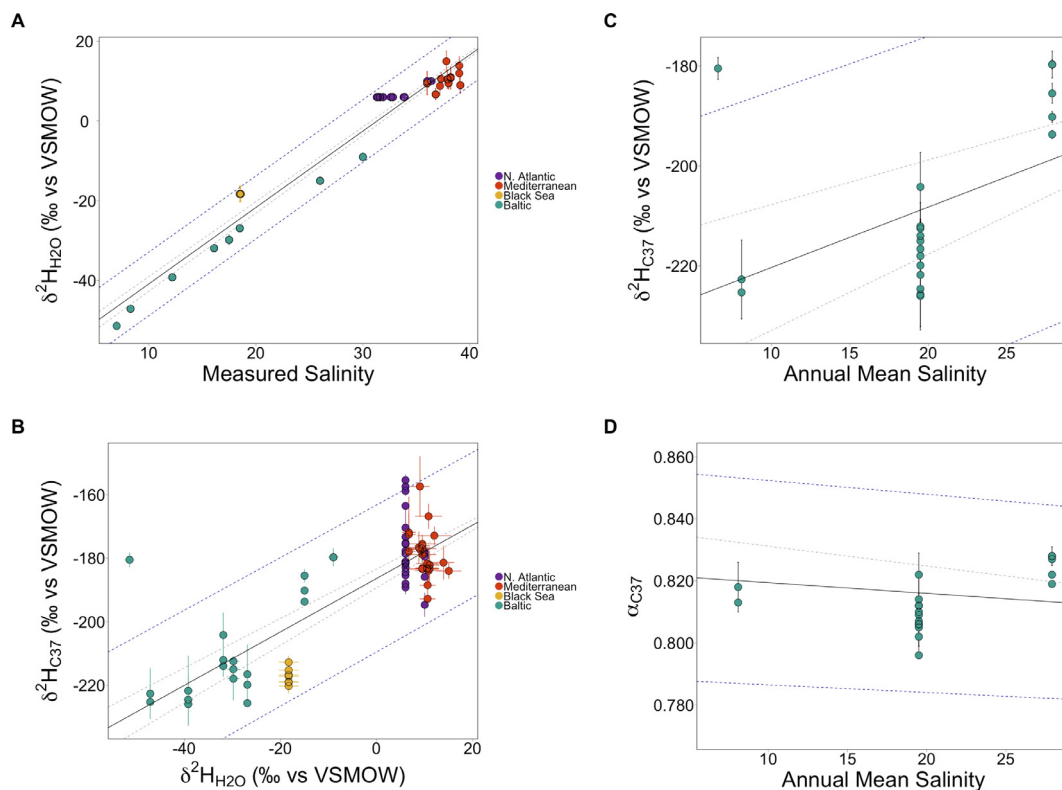 A
20
0
-20
-40
10
20
30
40
δ²H_H2O (‰ vs VSMOW)
Measured Salinity
N. Atlantic
Mediterranean
Black Sea
Baltic
B
-160
-180
-200
-220
-40
-20
0
20
δ²H_C37 (‰ vs VSMOW)
δ²H_H2O (‰ vs VSMOW)
N. Atlantic
Mediterranean
Black Sea
Baltic
C
-180
-200
-220
10
15
20
25
δ²H_C37 (‰ vs VSMOW)
Annual Mean Salinity
D
0.860
0.840
0.820
0.800
0.780
10
15
20
25
α_C37
Annual Mean Salinity